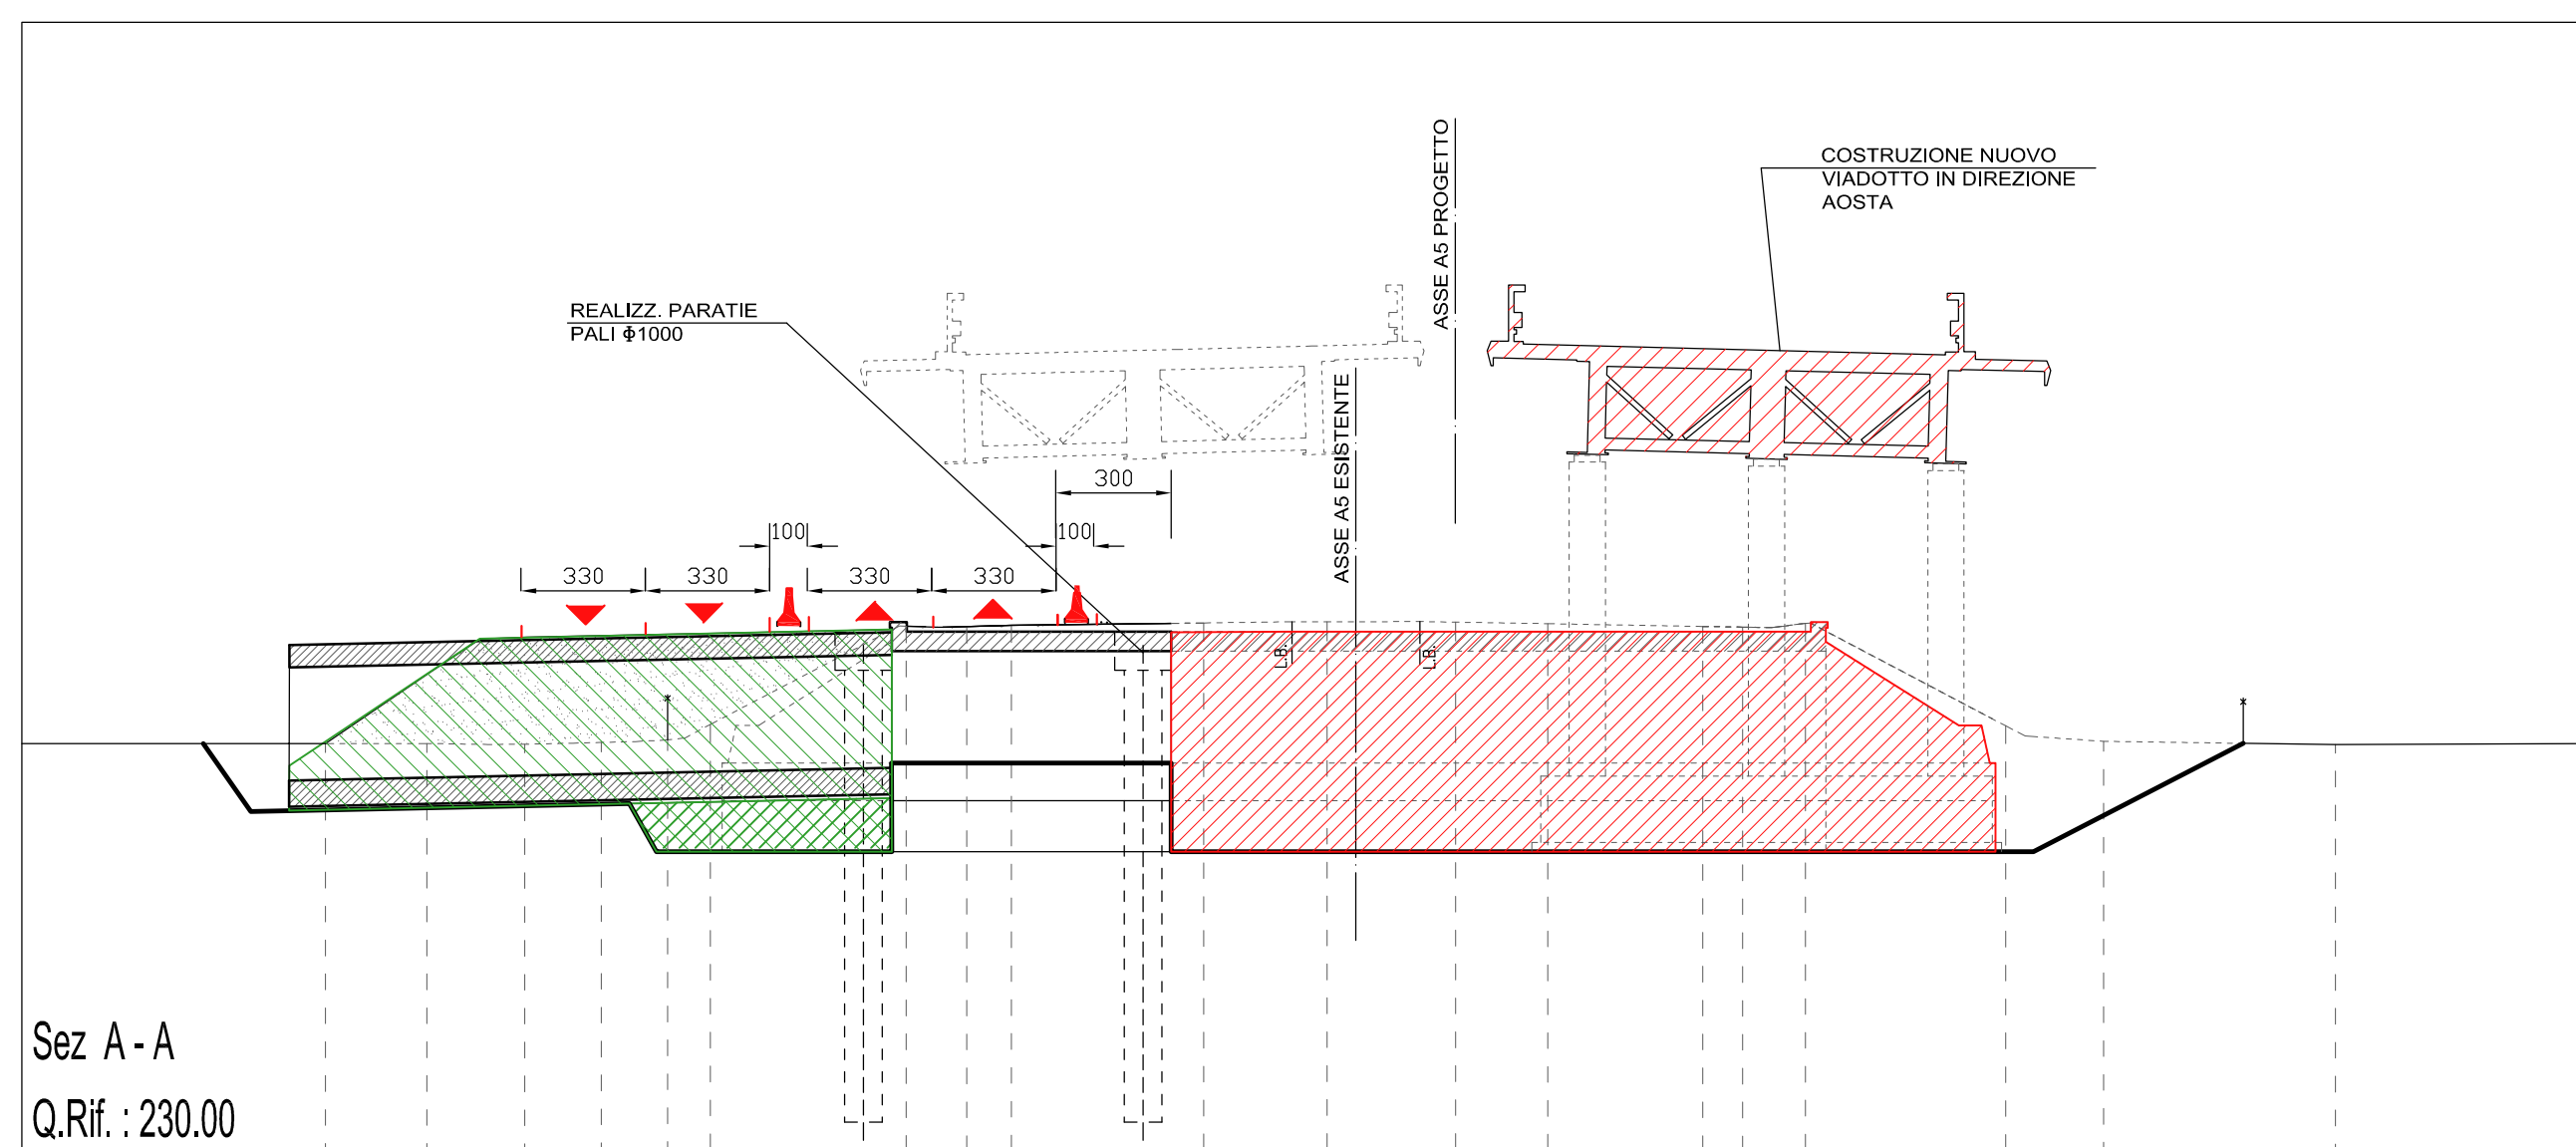 COSTRUZIONE NUOVO
VIADOTTO IN DIREZIONE
AOSTA
ASSE A5 PROGETTO
REALIZZ. PARATIE
PALI Φ1000
ASSE A5 ESISTENTE
300
100
100
330
330
330
330
L.B.
L.B.
Sez A - A
Q.Rif. : 230.00